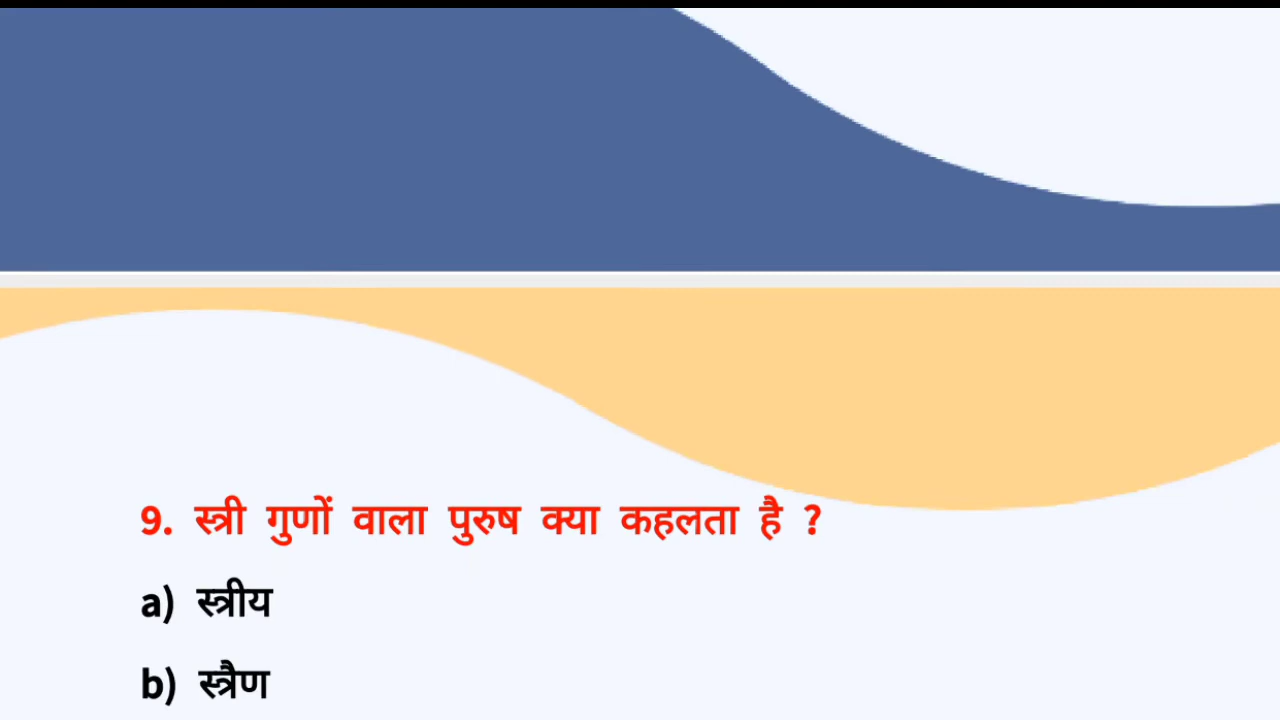 9. स्त्री गुणों वाला पुरुष क्या कहलता है ?
a) स्त्रीय
b) स्त्रैण